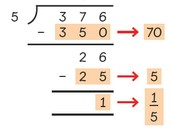 5 376
- 350 → 70
26
- 25 → 5
1 → 1/5